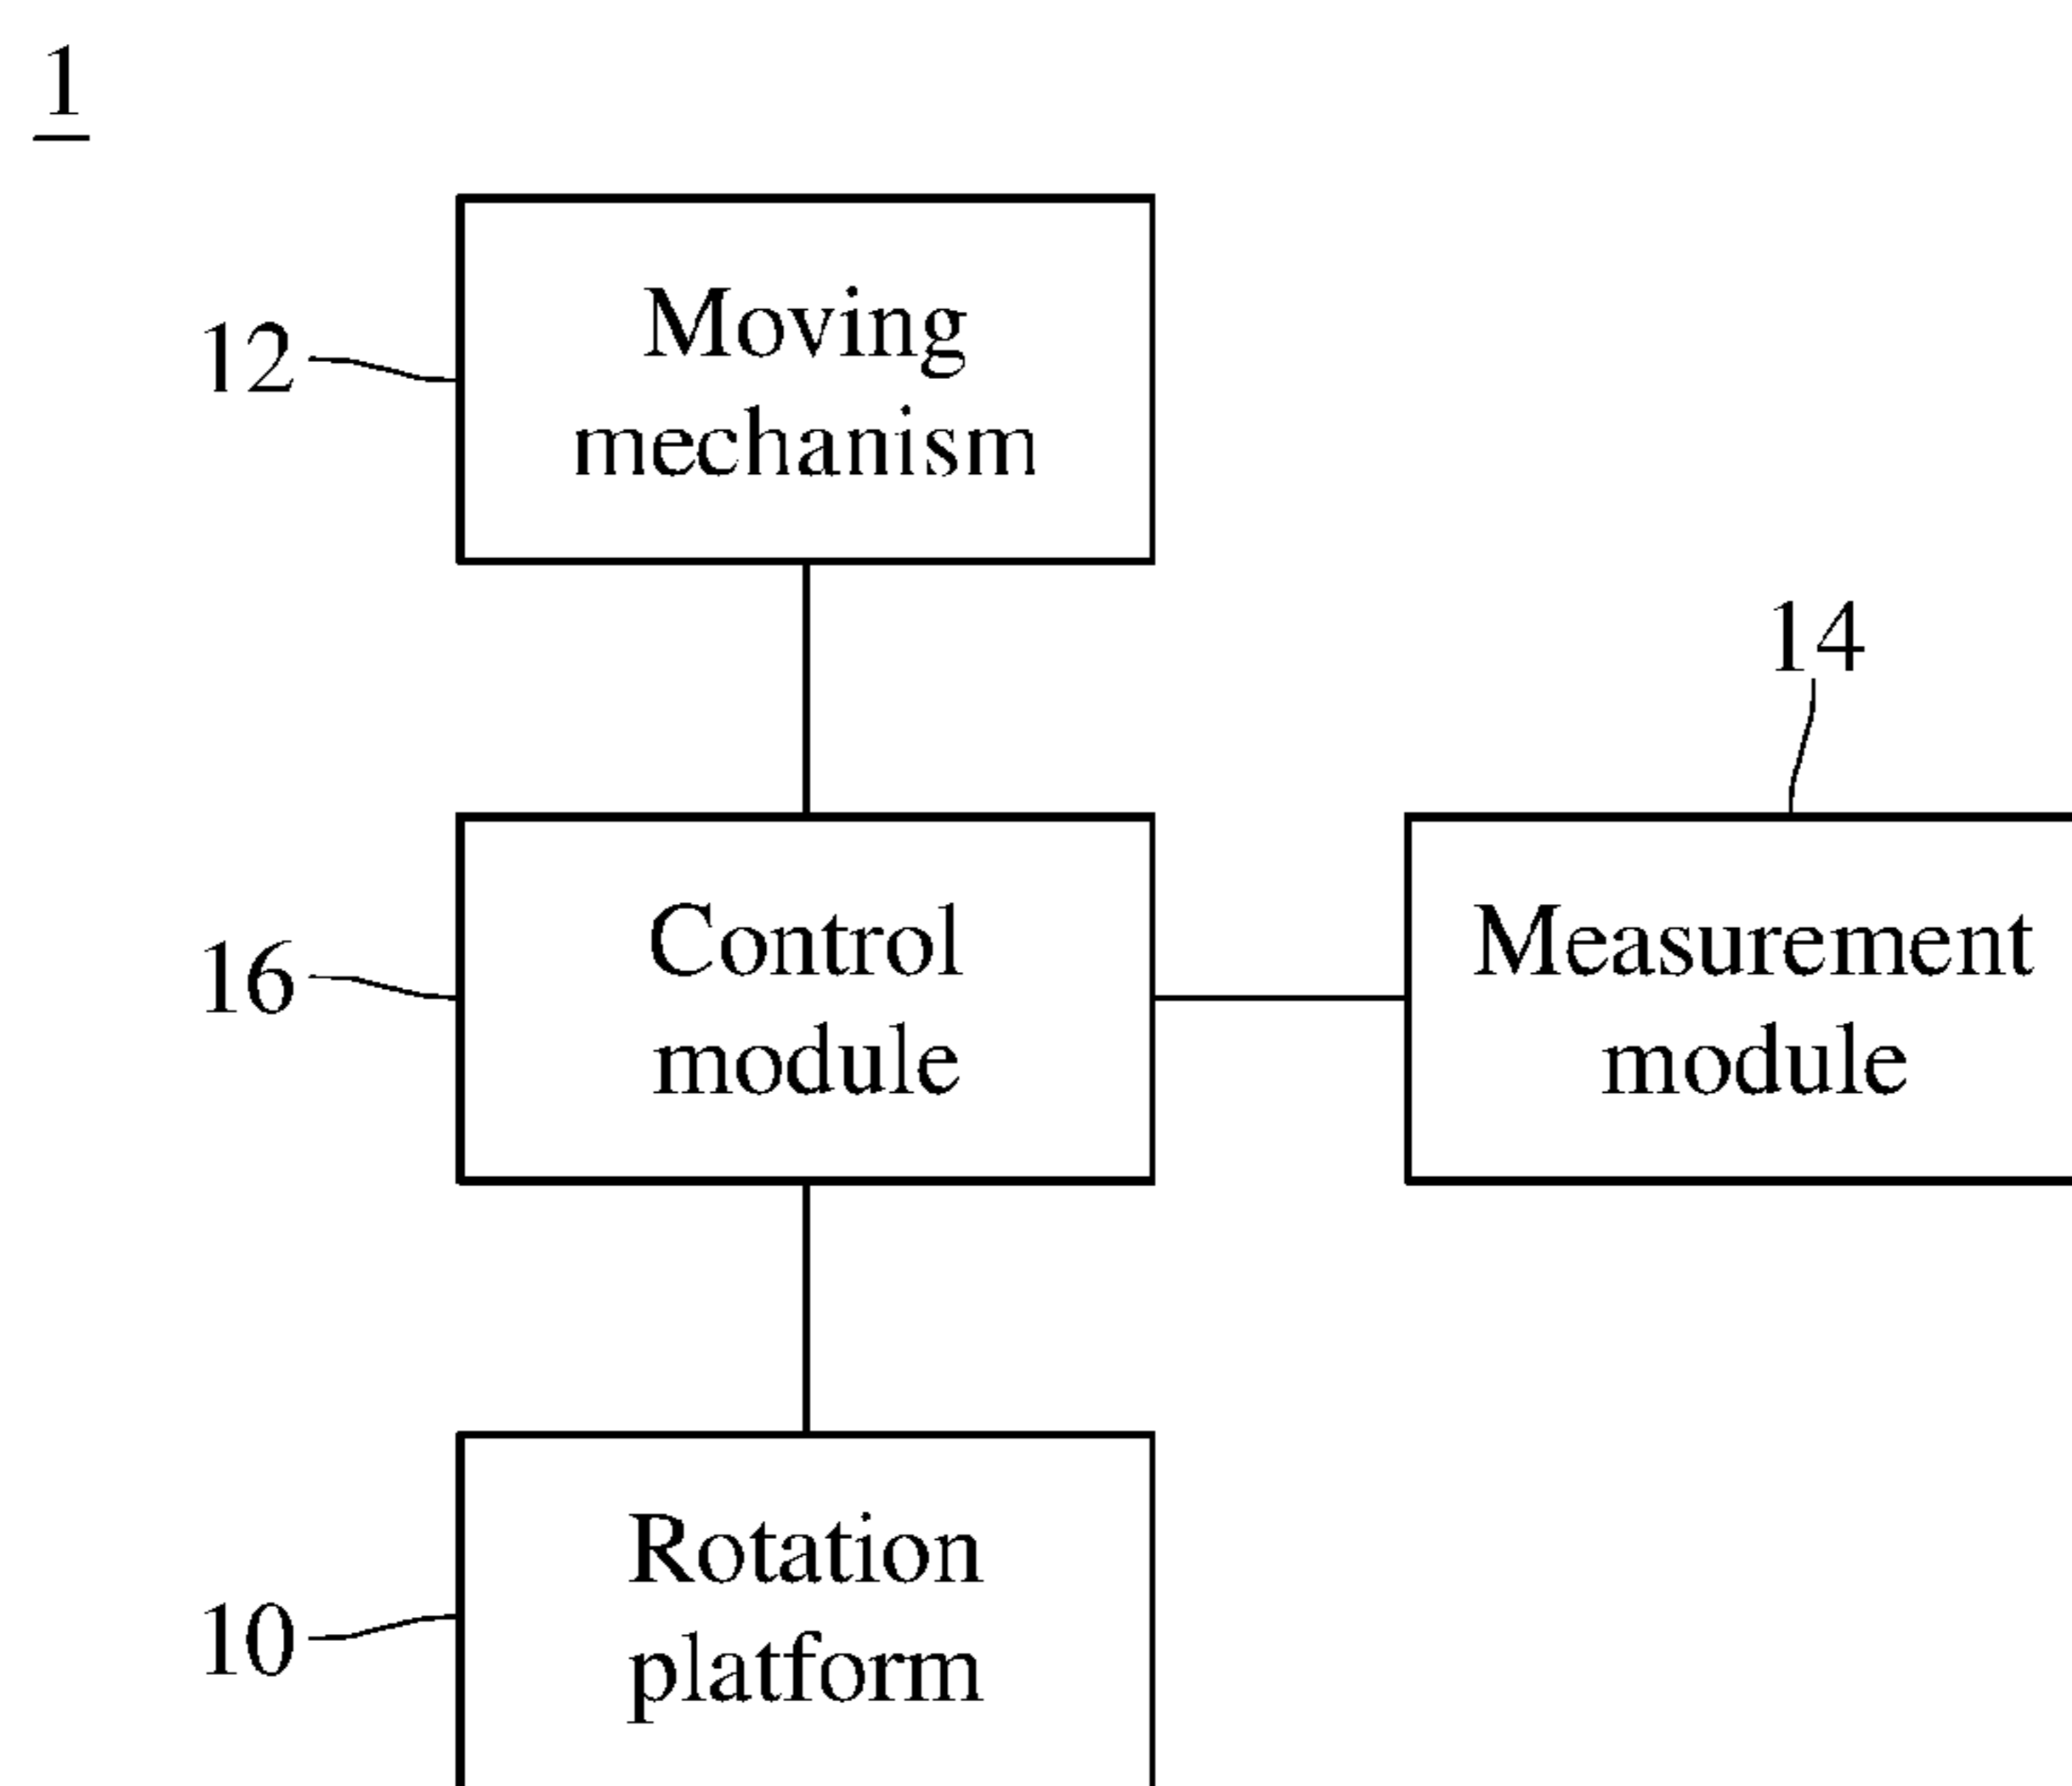 1
12
Moving
mechanism
14
16
Control
module
Measurement
module
10
Rotation
platform